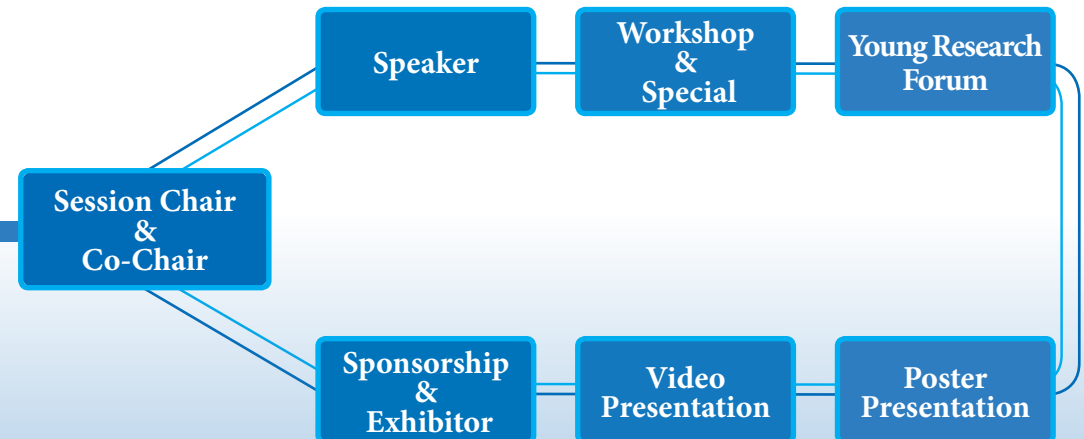 Speaker
Workshop
&
Special
Young Research
Forum
Session Chair
&
Co-Chair
Sponsorship
&
Exhibitor
Video
Presentation
Poster
Presentation